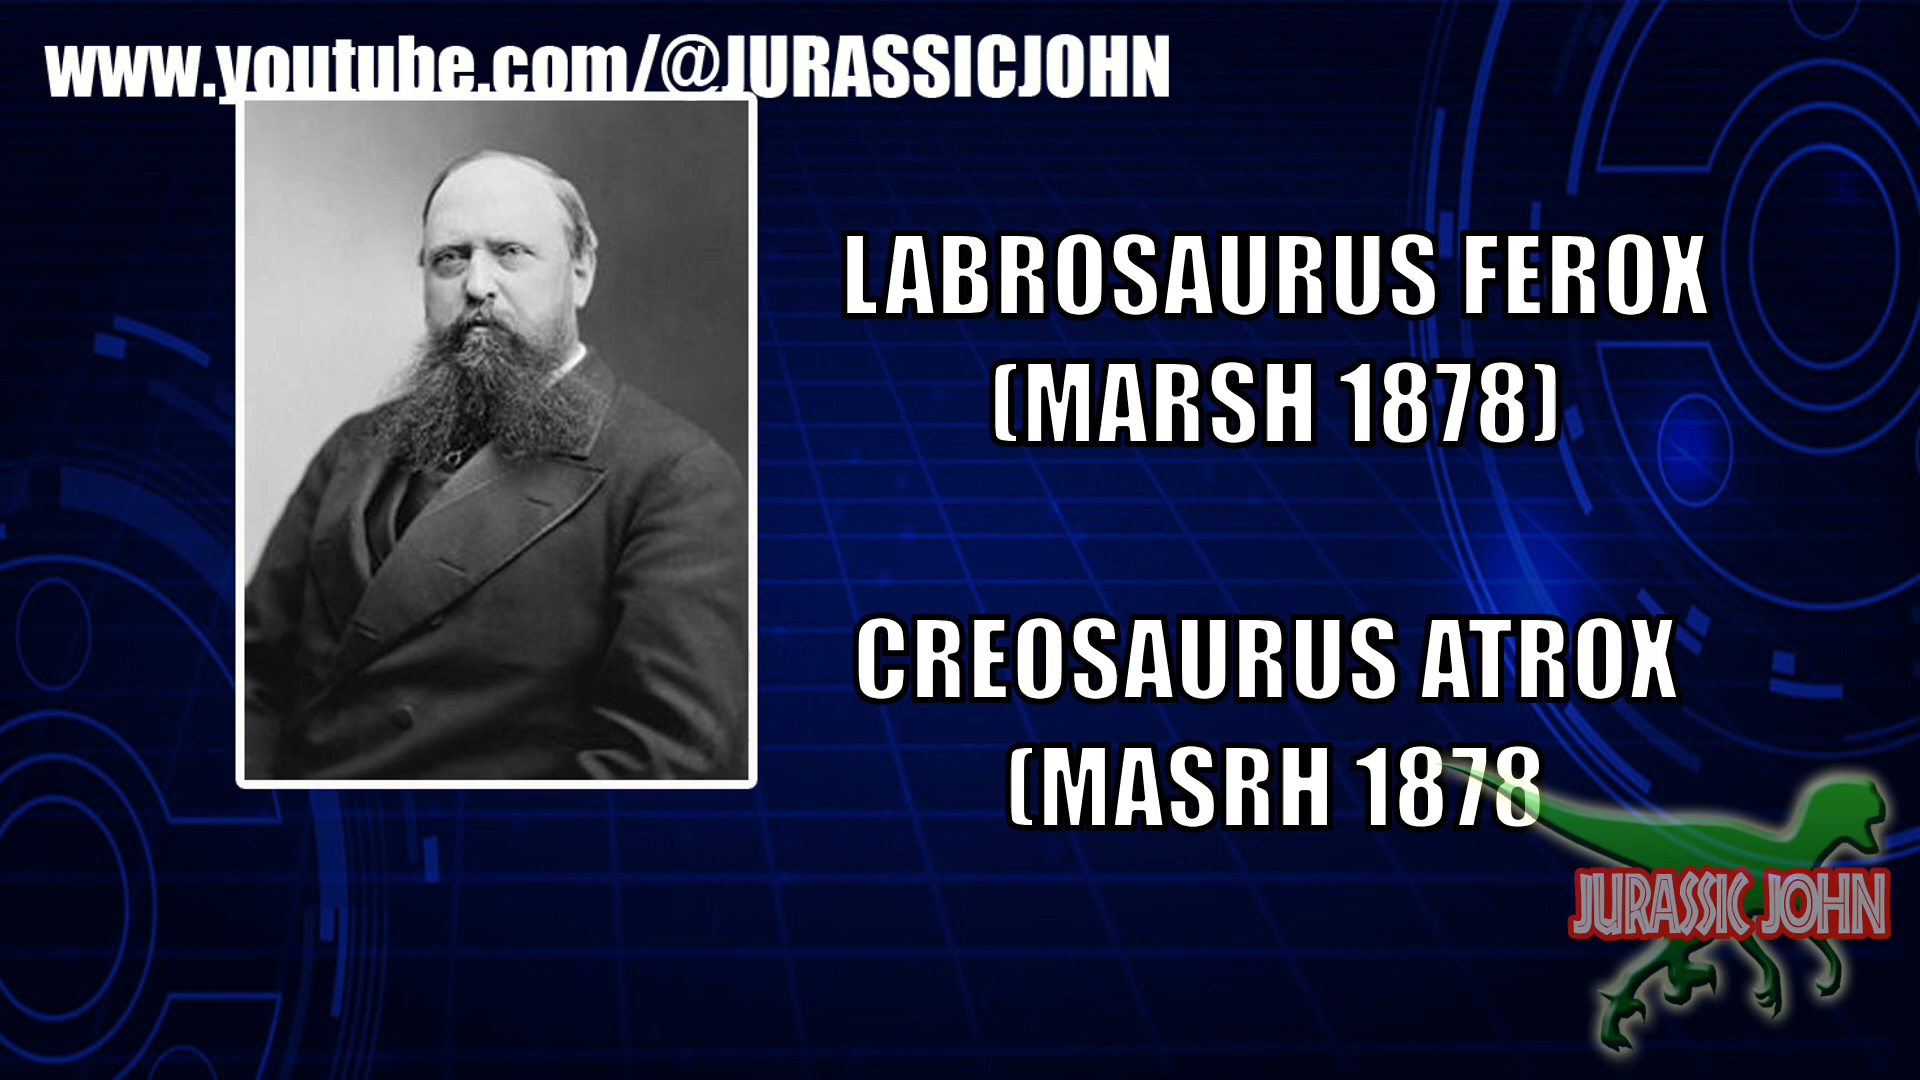 www.youtube.com/@JURASSICJOHN
LABROSAURUS FEROX
(MARSH 1878)
CREOSAURUS ATROX
(MASRH 1878
JURASSIC JOHN